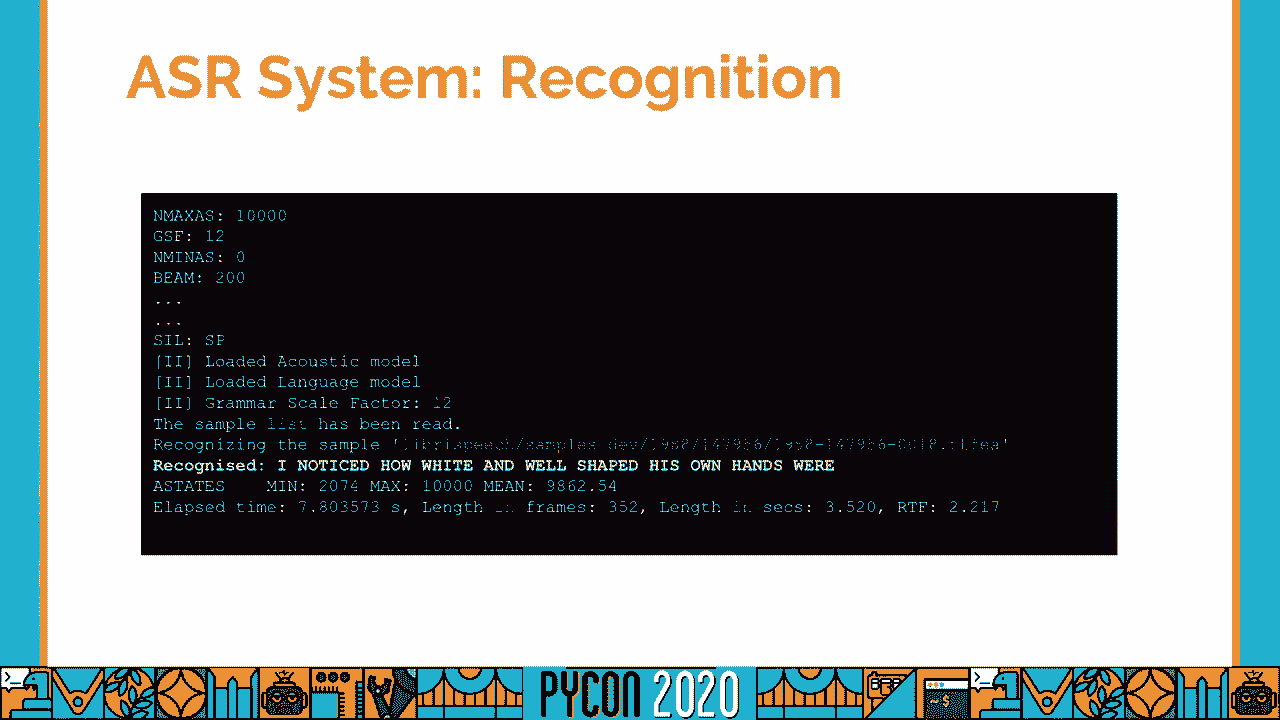 ASR System: Recognition
NMAXAS: 10000
GSF: 12
NMINAS: 0
BEAM: 200
...
...
SIL: SP
[II] Loaded Acoustic model
[II] Loaded Language model
[II] Grammar Scale Factor: 12
The sample list has been read.
Recognizing the sample
Recognised: I NOTICED HOW WHITE AND WELL SHAPED HIS OWN HANDS WERE
ASTATES MIN: 2074 MAX: 10000 MEAN: 9862.54
Elapsed time: 7.803573 s, Length in frames: 352, Length in secs: 3.520, RTF: 2.217
PYCON 2020
~$